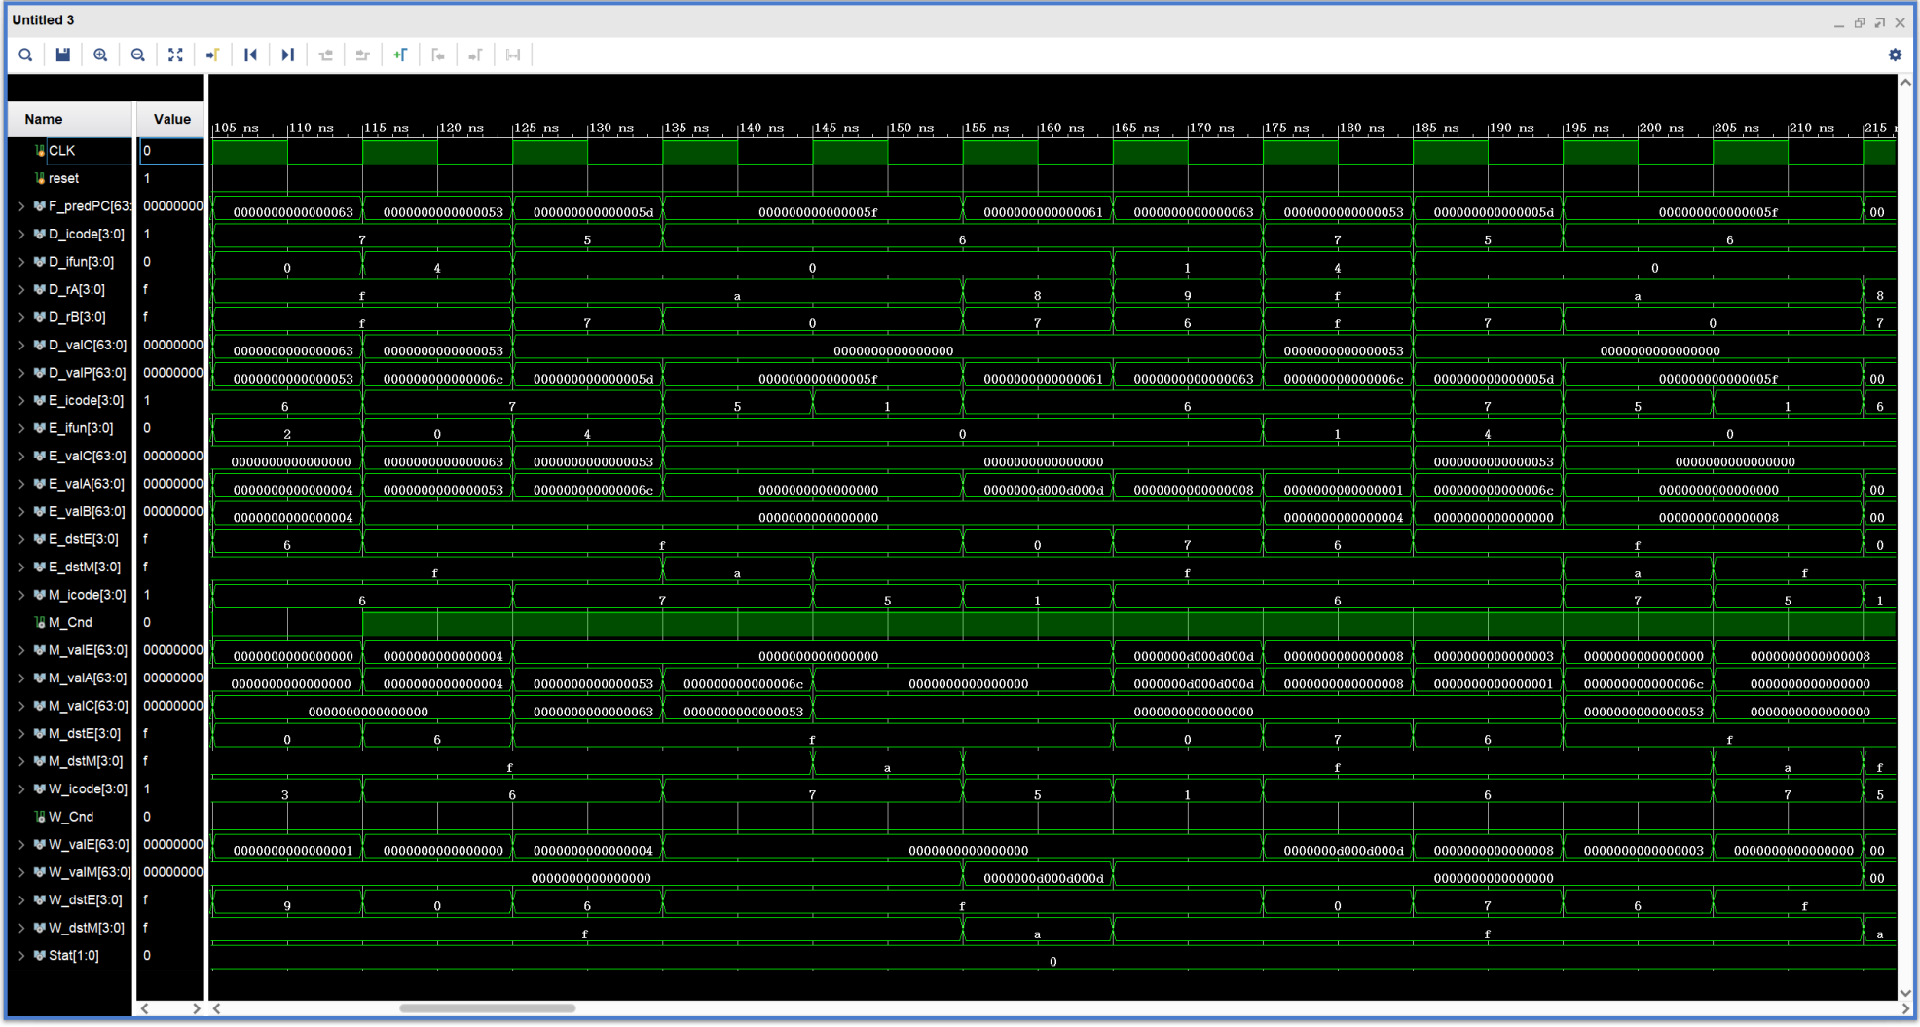 Untitled 3
Name Value
105 ns 110 ns 115 ns 120 ns 125 ns 130 ns 135 ns 140 ns 145 ns 150 ns 155 ns 160 ns 165 ns 170 ns 175 ns 180 ns 185 ns 190 ns 195 ns 200 ns 205 ns 210 ns 215 n
CLK 0
reset 1
F_predPC[63: 00000000 0000000000000063 0000000000000053 000000000000005d 000000000000005f 0000000000000061 0000000000000063 0000000000000053 000000000000005d 000000000000005f 00
D_icode[3:0] 1 7 5 6 7 5 6
D_ifun[3:0] 0 0 4 0 1 4 0
D_rA[3:0] f f a 8 9 f a 8
D_rB[3:0] f f 7 0 7 6 f 7 0 7
D_valC[63:0] 00000000 0000000000000063 0000000000000053 0000000000000000 0000000000000053 0000000000000000
D_valP[63:0] 00000000 0000000000000053 000000000000006c 000000000000005d 000000000000005f 0000000000000061 0000000000000063 000000000000006c 000000000000005d 000000000000005f 00
E_icode[3:0] 1 6 7 5 1 6 7 5 1 6
E_ifun[3:0] 0 2 0 4 0 1 4 0
E_valC[63:0] 00000000 0000000000000000 0000000000000063 0000000000000053 0000000000000000 0000000000000053 0000000000000000
E_valA[63:0] 00000000 0000000000000004 0000000000000053 000000000000006c 0000000000000000 0000000d000d000d 0000000000000008 0000000000000001 000000000000006c 0000000000000000 00
E_valB[63:0] 00000000 0000000000000004 0000000000000000 0000000000000004 0000000000000000 0000000000000008 00
E_dstE[3:0] f 6 f 0 7 6 f 0
E_dstM[3:0] f f a f a f
M_icode[3:0] 1 6 7 5 1 6 7 5 1
M_Cnd 0
M_valE[63:0] 00000000 0000000000000000 0000000000000004 0000000000000000 0000000d000d000d 0000000000000008 0000000000000003 0000000000000000 0000000000000008
M_valA[63:0] 00000000 0000000000000000 0000000000000004 0000000000000053 000000000000006c 0000000000000000 0000000d000d000d 0000000000000008 0000000000000001 000000000000006c 0000000000000000
M_valC[63:0] 00000000 0000000000000000 0000000000000063 0000000000000053 0000000000000000 0000000000000053 0000000000000000
M_dstE[3:0] f 0 6 f 0 7 6 f
M_dstM[3:0] f f a f a f
W_icode[3:0] 1 3 6 7 5 1 6 7 5
W_Cnd 0
W_valE[63:0] 00000000 0000000000000001 0000000000000000 0000000000000004 0000000000000000 0000000d000d000d 0000000000000008 0000000000000003 0000000000000000 00
W_valM[63:0] 00000000 0000000000000000 0000000d000d000d 0000000000000000 00
W_dstE[3:0] f 9 0 6 f 0 7 6 f
W_dstM[3:0] f f a f a
Stat[1:0] 0 0